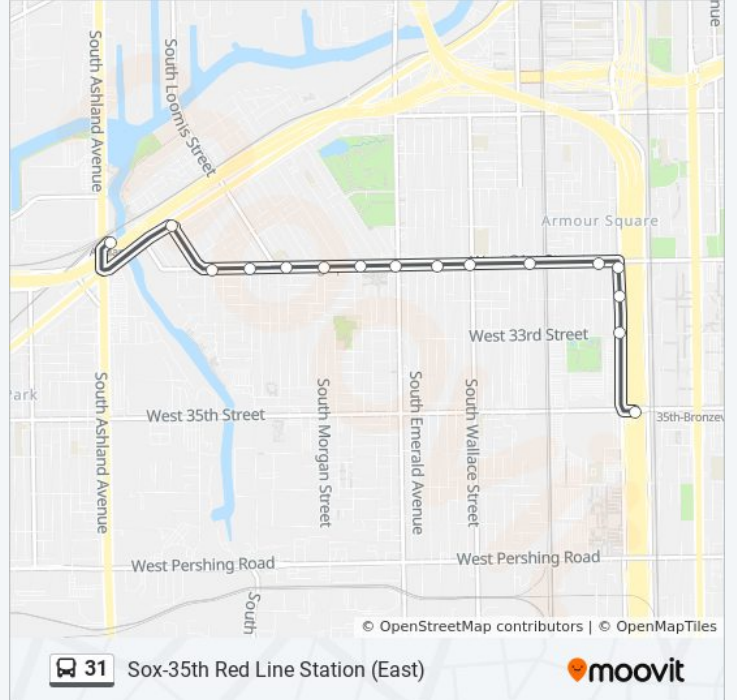 nue
South Ashland Avenue
South Loomis Street
Armour Square
West 33rd Street
Park
South Ashland Avenue
West 35th Street
South Morgan Street
South Emerald Avenue
South Wallace Street
35th-Bronzev
West Pershing Road
West Pershing Road
South
© OpenStreetMap contributors | © OpenMapTiles
31 Sox-35th Red Line Station (East)
moovit